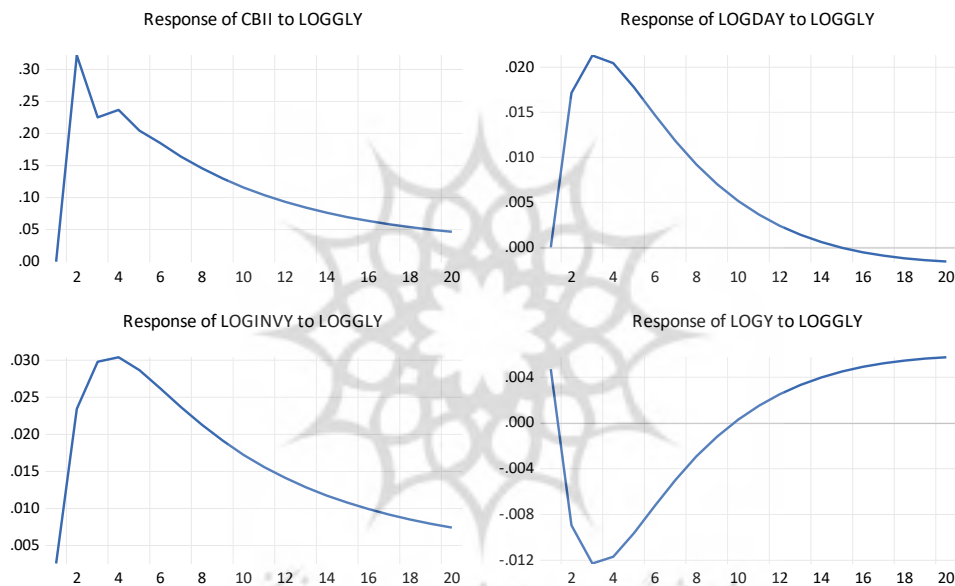 Response of CBII to LOGGLY
.30
.25
.20
.15
.10
.05
.00
2 4 6 8 10 12 14 16 18 20
Response of LOGDAY to LOGGLY
.020
.015
.010
.005
.000
2 4 6 8 10 12 14 16 18 20
Response of LOGINVY to LOGGLY
.030
.025
.020
.015
.010
.005
2 4 6 8 10 12 14 16 18 20
Response of LOGY to LOGGLY
.004
.000
-.004
-.008
-.012
2 4 6 8 10 12 14 16 18 20